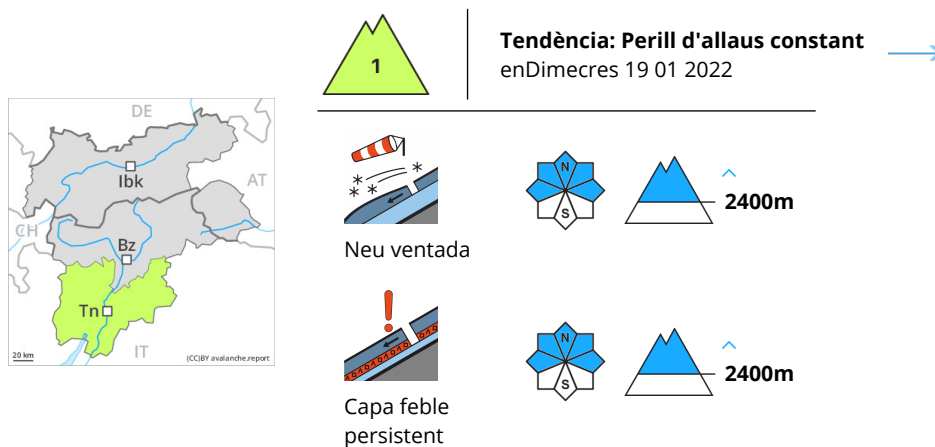 1
Tendència: Perill d'allaus constant
enDimecres 19 01 2022
DE
AT
Ibk
CH
Bz
Tn
IT
20 km
(CC)BY avalanche.report
N
S
2400m
Neu ventada
N
S
2400m
Capa feble
persistent